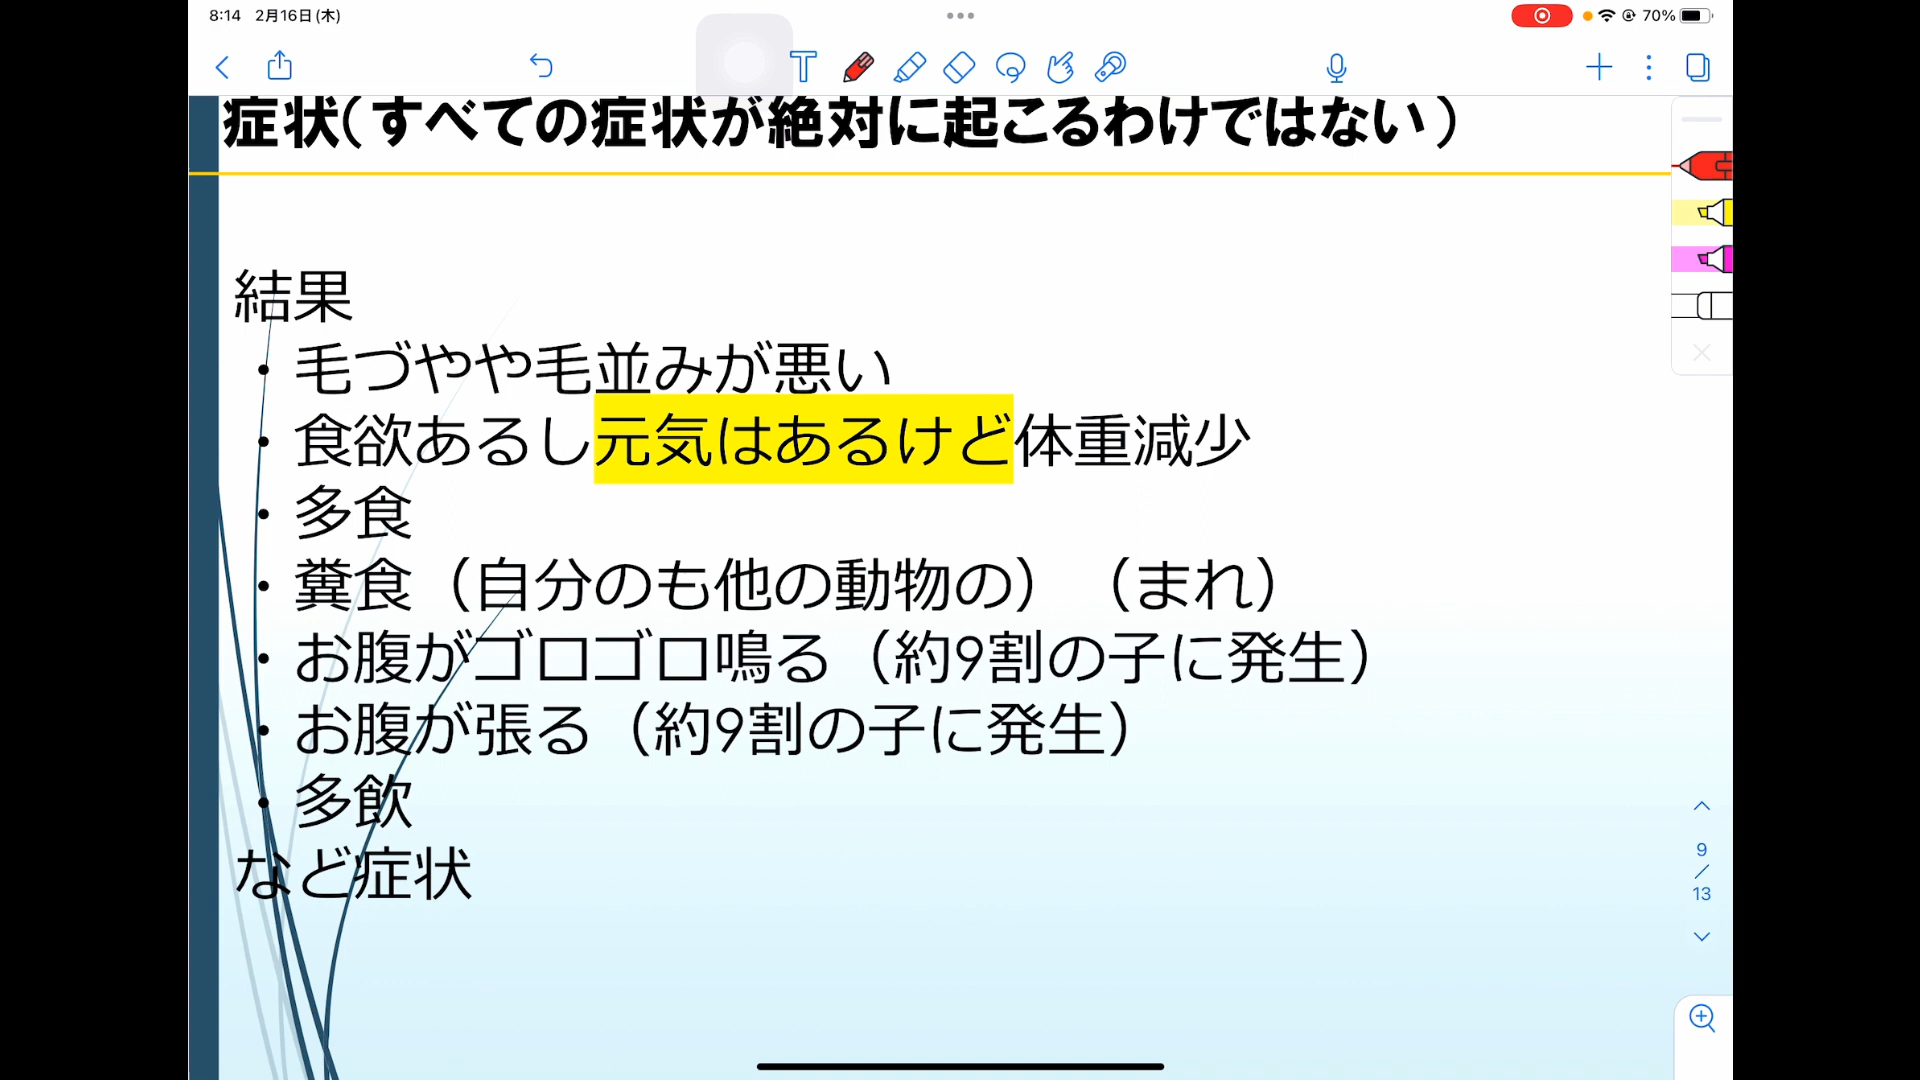 8:14 2月16日(木)
70%
症状(すべての症状が絶対に起こるわけではない)
結果
・毛づやや毛並みが悪い
・食欲あるし元気はあるけど体重減少
・多食
・糞食（自分のも他の動物の）（まれ）
・お腹がゴロゴロ鳴る（約9割の子に発生）
・お腹が張る（約9割の子に発生）
・多飲
など症状
9
/
13